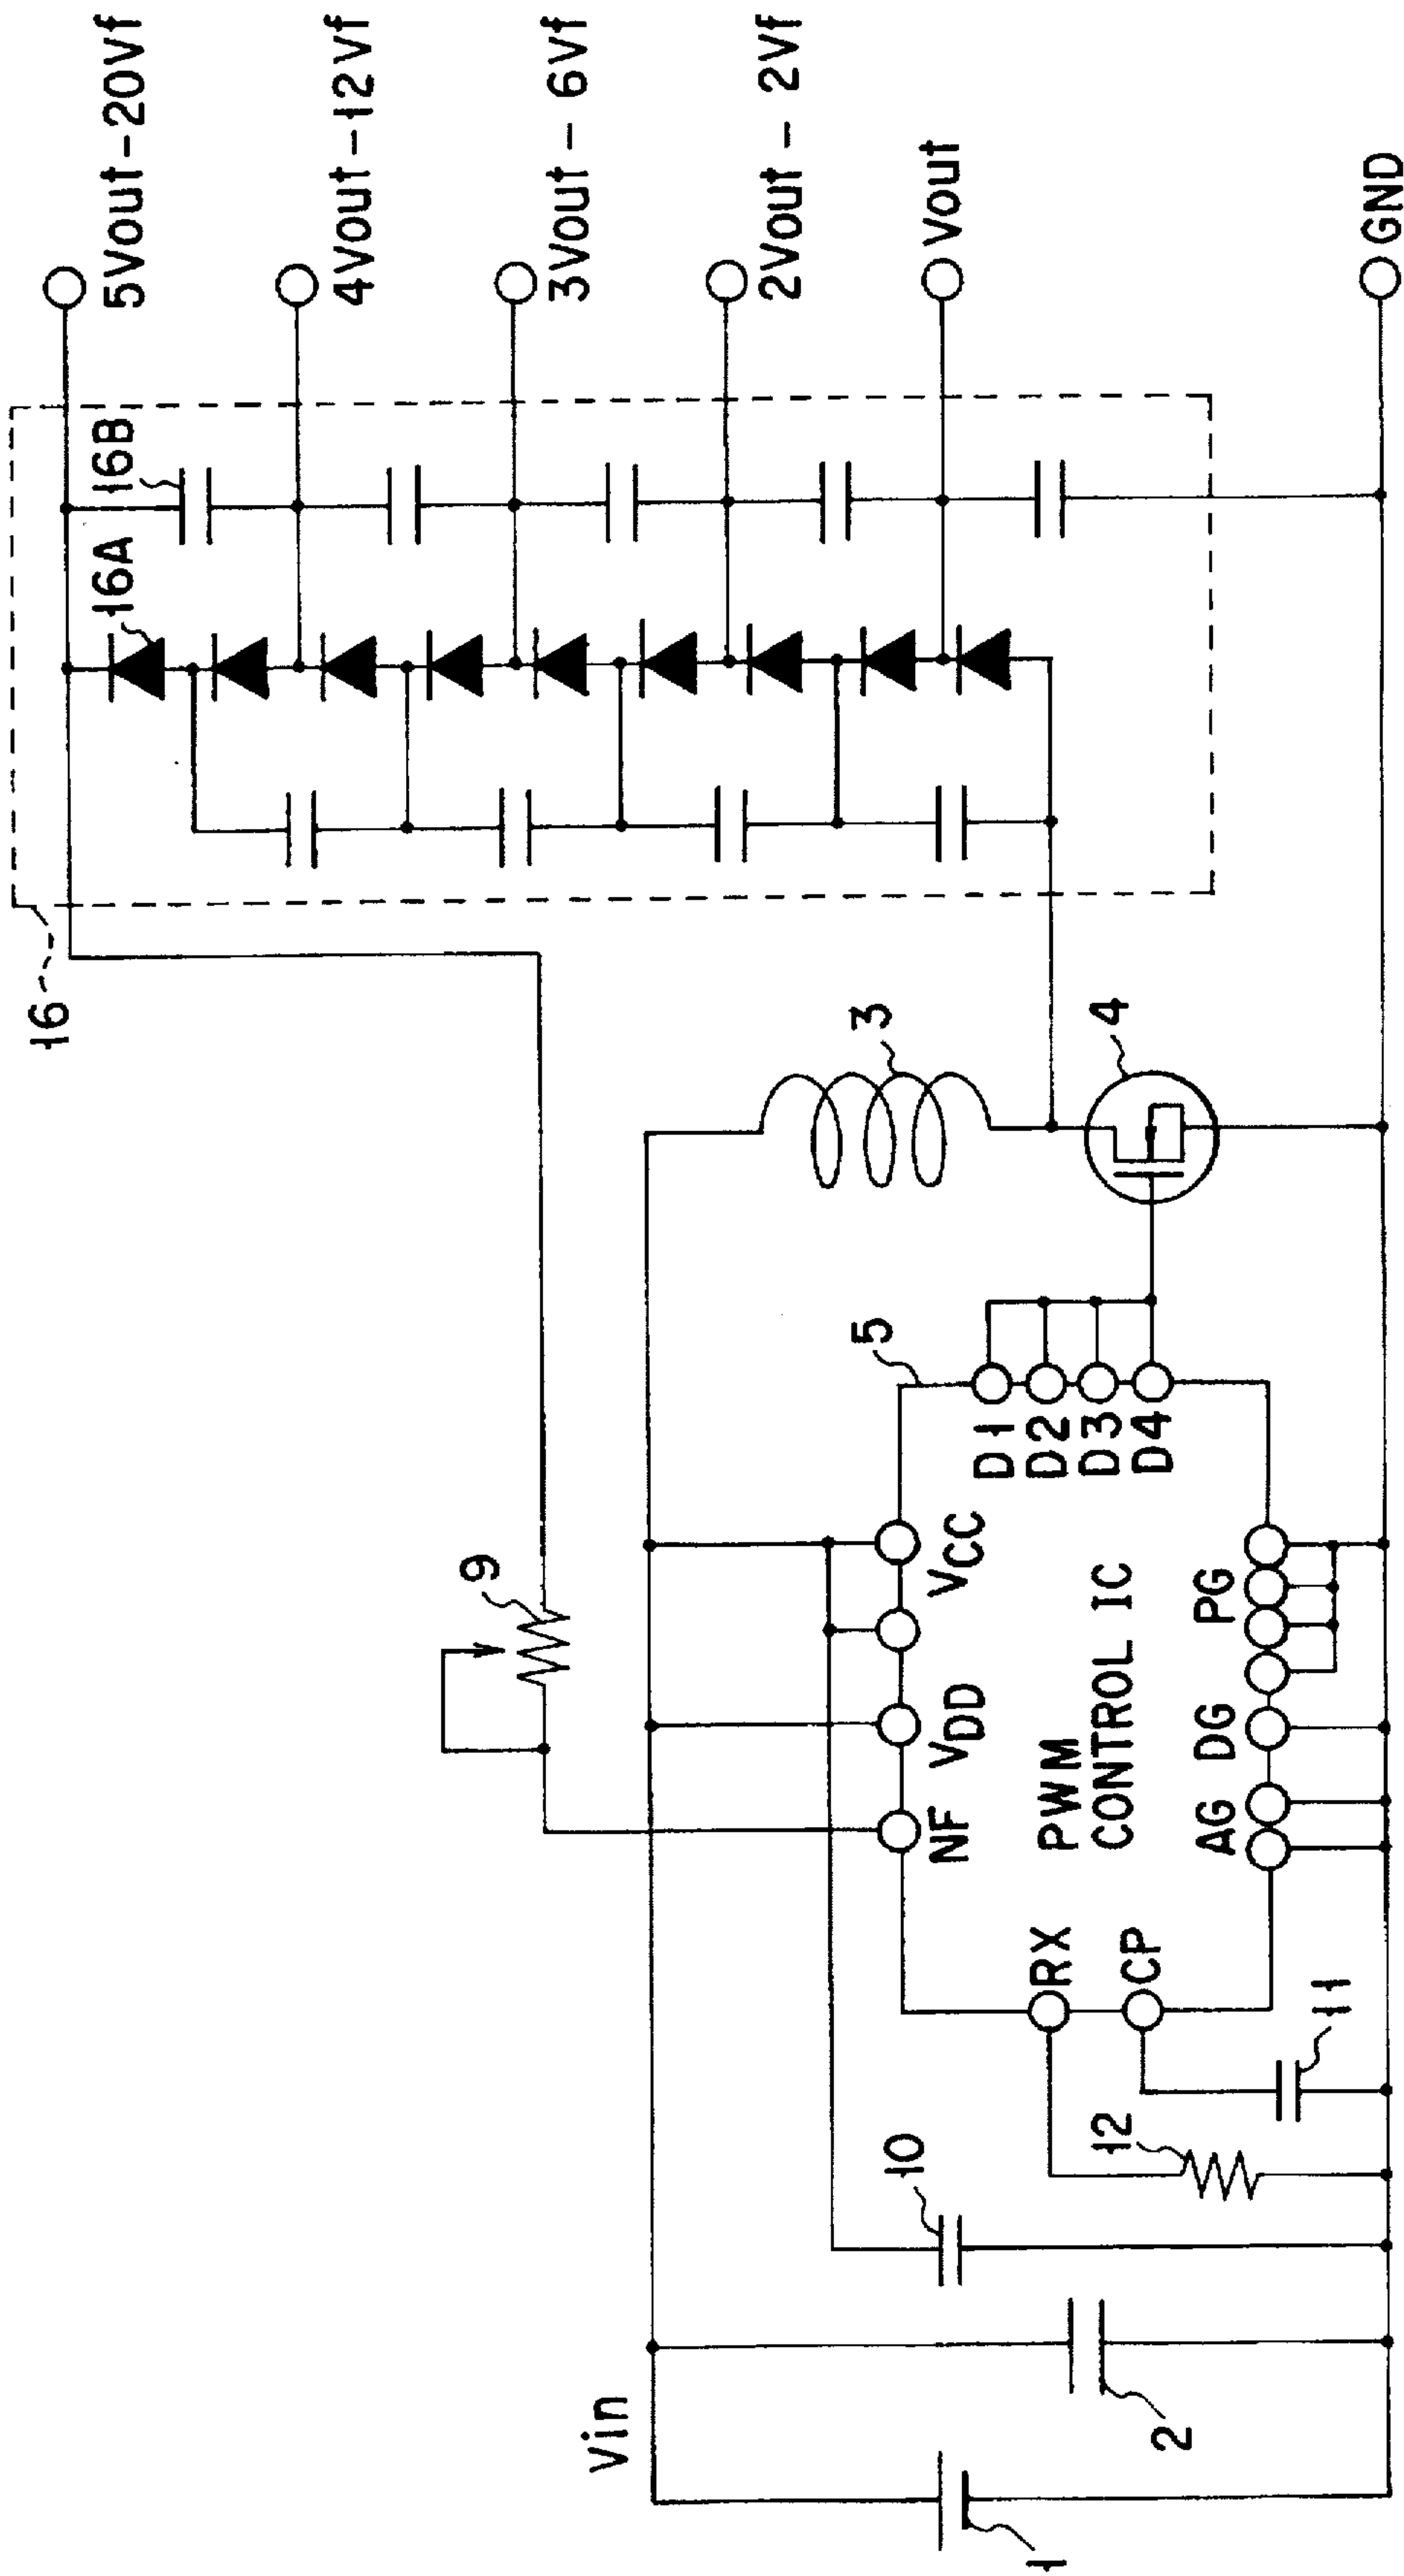 5Vout-20Vf
4Vout-12Vf
3Vout - 6Vf
2Vout - 2Vf
Vout
GND
16
16A
16B
3
4
5
9
Vin
D1
D2
D3
D4
VCC
VDD
NF
PWM
CONTROL IC
PG
DG
AG
RX
CP
11
12
10
2
1